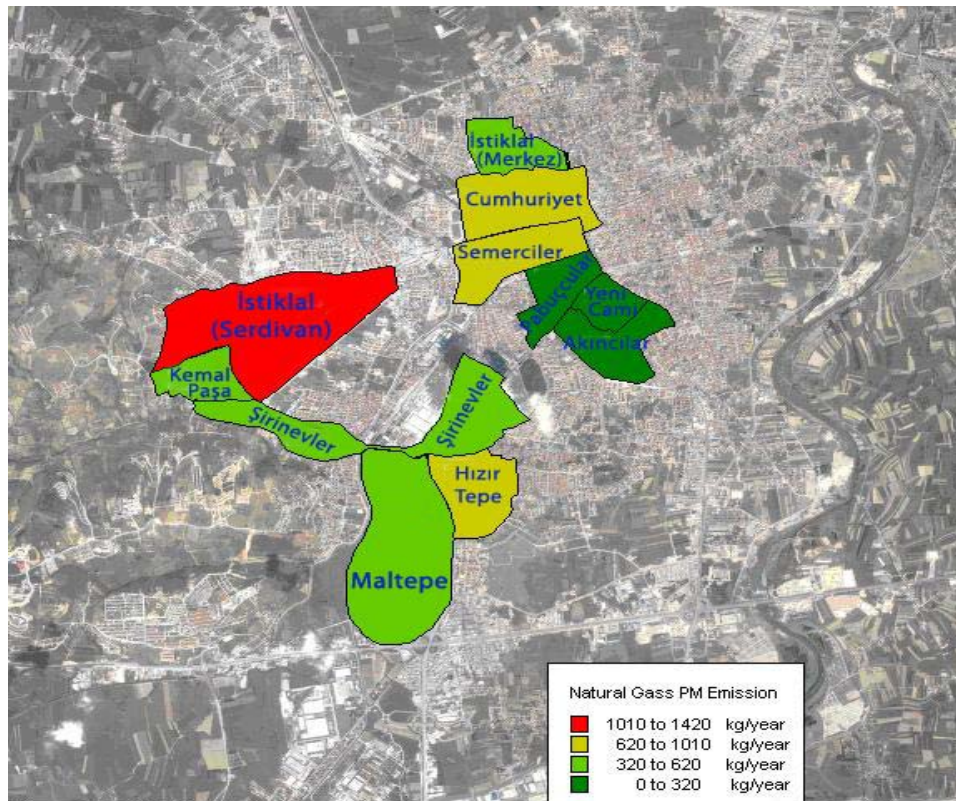 İstiklal
(Merkez)
Cumhuriyet
Semerciler
Pabuççular
Yeni
Cami
Akıncılar
İstiklal
(Serdivan)
Kemal
Paşa
Şirinevler
Şirinevler
Hızır
Tepe
Maltepe
Natural Gass PM Emission
1010 to 1420 kg/year
620 to 1010 kg/year
320 to 620 kg/year
0 to 320 kg/year